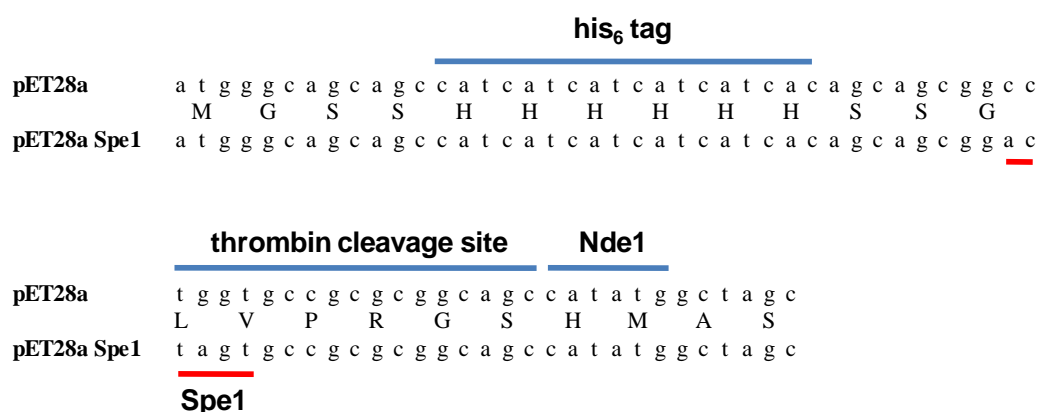 his6 tag
pET28a a t g g g c a g c a g c c a t c a t c a t c a t c a t c a c a g c a g c g g c c
M G S S H H H H H H S S G
pET28a Spe1 a t g g g c a g c a g c c a t c a t c a t c a t c a t c a c a g c a g c g g a c
thrombin cleavage site Nde1
pET28a t g g t g c c g c g c g g c a g c c a t a t g g c t a g c
L V P R G S H M A S
pET28a Spe1 t a g t g c c g c g c g g c a g c c a t a t g g c t a g c
Spe1